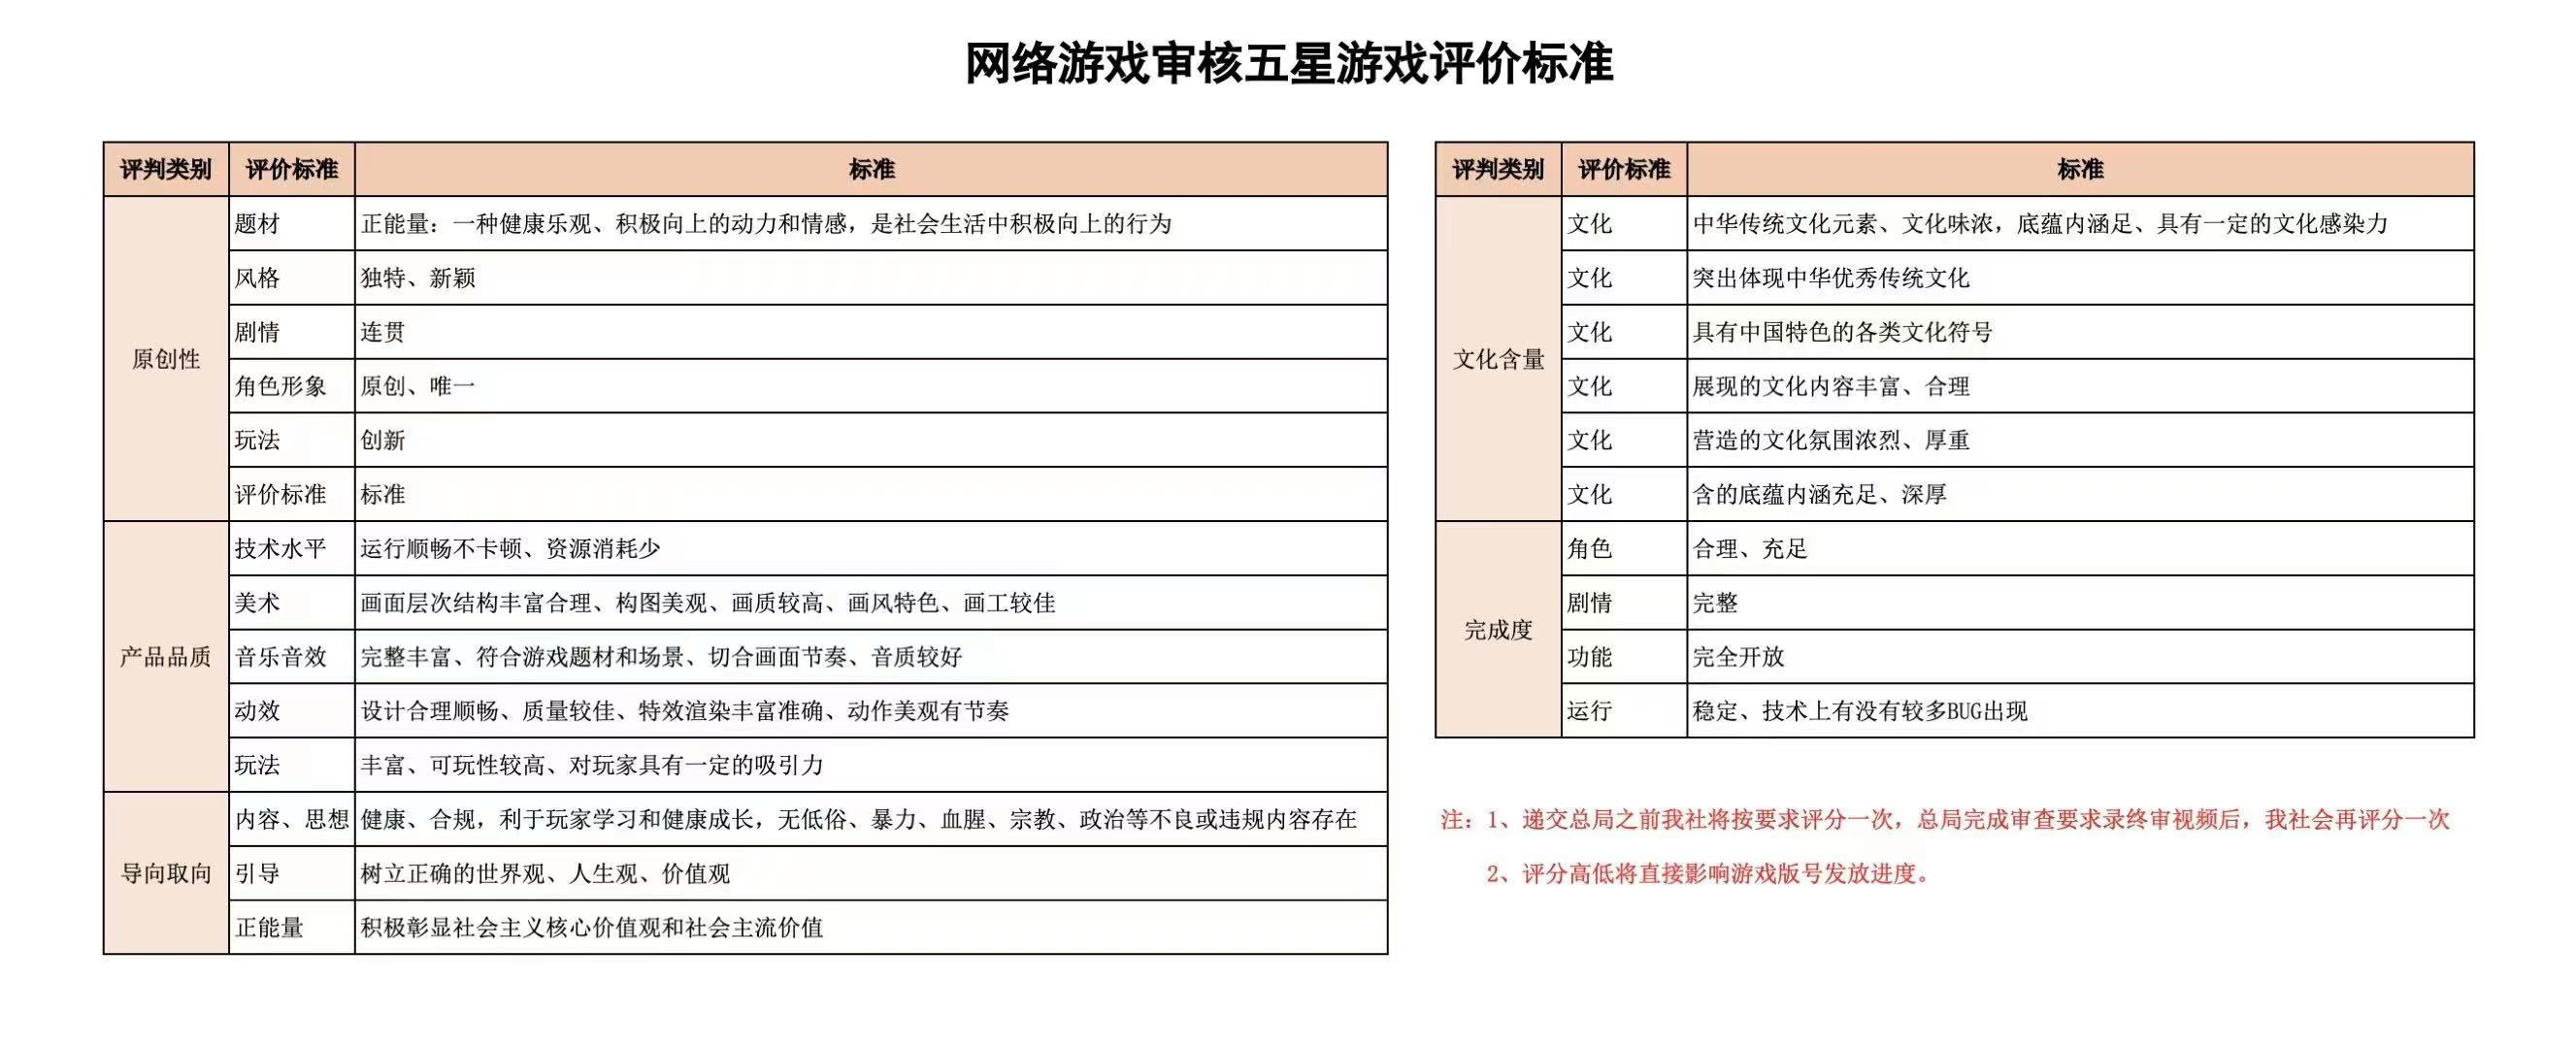 网络游戏审核五星游戏评价标准
评判类别 评价标准 标准
原创性
题材 正能量：一种健康乐观、积极向上的动力和情感，是社会生活中积极向上的行为
风格 独特、新颖
剧情 连贯
角色形象 原创、唯一
玩法 创新
评价标准 标准
产品品质
技术水平 运行顺畅不卡顿、资源消耗少
美术 画面层次结构丰富合理、构图美观、画质较高、画风特色、画工较佳
音乐音效 完整丰富、符合游戏题材和场景、切合画面节奏、音质较好
动效 设计合理顺畅、质量较佳、特效渲染丰富准确、动作美观有节奏
玩法 丰富、可玩性较高、对玩家具有一定的吸引力
导向取向
内容、思想 健康、合规，利于玩家学习和健康成长，无低俗、暴力、血腥、宗教、政治等不良或违规内容存在
引导 树立正确的世界观、人生观、价值观
正能量 积极彰显社会主义核心价值观和社会主流价值
评判类别 评价标准 标准
文化含量
文化 中华传统文化元素、文化味浓，底蕴内涵足、具有一定的文化感染力
文化 突出体现中华优秀传统文化
文化 具有中国特色的各类文化符号
文化 展现的文化内容丰富、合理
文化 营造的文化氛围浓烈、厚重
文化 含的底蕴内涵充足、深厚
完成度
角色 合理、充足
剧情 完整
功能 完全开放
运行 稳定、技术上有没有较多BUG出现
注：1、递交总局之前我社将按要求评分一次，总局完成审查要求录终审视频后，我社会再评分一次
2、评分高低将直接影响游戏版号发放进度。